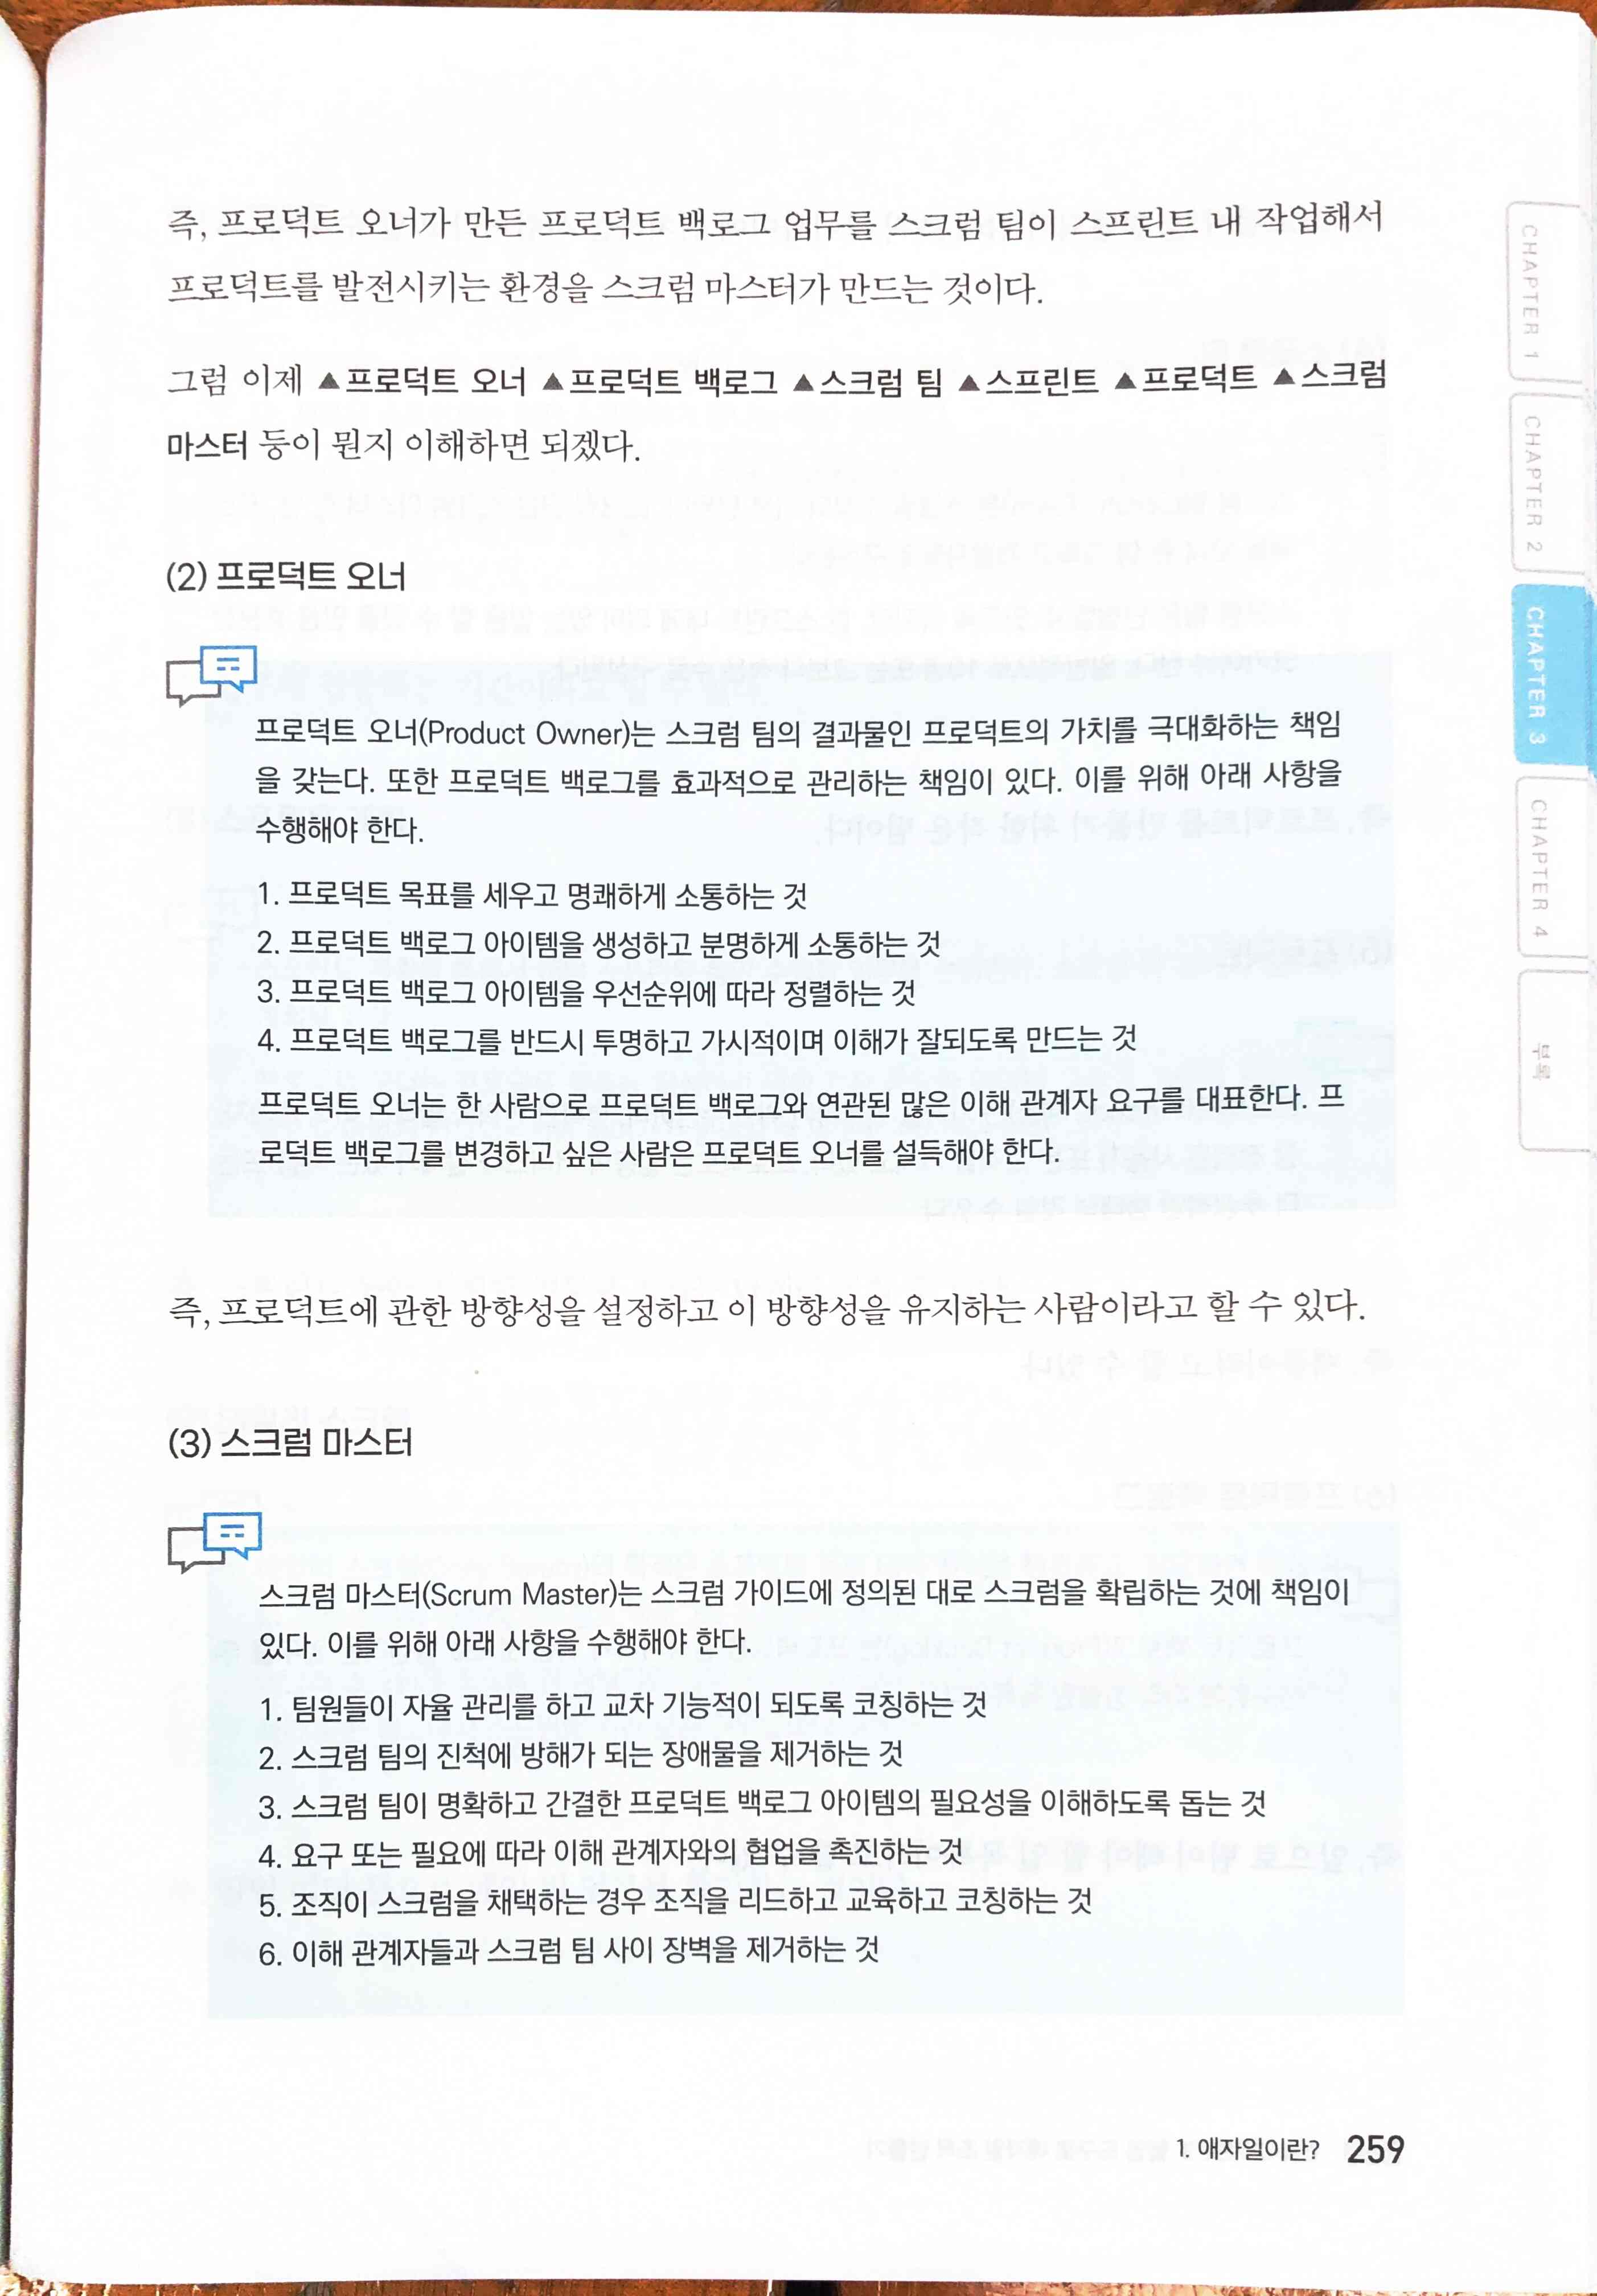 즉, 프로덕트 오너가 만든 프로덕트 백로그 업무를 스크럼 팀이 스프린트 내 작업해서
프로덕트를 발전시키는 환경을 스크럼 마스터가 만드는 것이다.
그럼 이제 ▲프로덕트 오너 ▲프로덕트 백로그 ▲스크럼 팀 ▲스프린트 ▲프로덕트 ▲스크럼
마스터 등이 뭔지 이해하면 되겠다.
(2) 프로덕트 오너
프로덕트 오너(Product Owner)는 스크럼 팀의 결과물인 프로덕트의 가치를 극대화하는 책임
을 갖는다. 또한 프로덕트 백로그를 효과적으로 관리하는 책임이 있다. 이를 위해 아래 사항을
수행해야 한다.
1. 프로덕트 목표를 세우고 명쾌하게 소통하는 것
2. 프로덕트 백로그 아이템을 생성하고 분명하게 소통하는 것
3. 프로덕트 백로그 아이템을 우선순위에 따라 정렬하는 것
4. 프로덕트 백로그를 반드시 투명하고 가시적이며 이해가 잘되도록 만드는 것
프로덕트 오너는 한 사람으로 프로덕트 백로그와 연관된 많은 이해 관계자 요구를 대표한다. 프
로덕트 백로그를 변경하고 싶은 사람은 프로덕트 오너를 설득해야 한다.
즉, 프로덕트에 관한 방향성을 설정하고 이 방향성을 유지하는 사람이라고 할 수 있다.
(3) 스크럼 마스터
스크럼 마스터(Scrum Master)는 스크럼 가이드에 정의된 대로 스크럼을 확립하는 것에 책임이
있다. 이를 위해 아래 사항을 수행해야 한다.
1. 팀원들이 자율 관리를 하고 교차 기능적이 되도록 코칭하는 것
2. 스크럼 팀의 진척에 방해가 되는 장애물을 제거하는 것
3. 스크럼 팀이 명확하고 간결한 프로덕트 백로그 아이템의 필요성을 이해하도록 돕는 것
4. 요구 또는 필요에 따라 이해 관계자와의 협업을 촉진하는 것
5. 조직이 스크럼을 채택하는 경우 조직을 리드하고 교육하고 코칭하는 것
6. 이해 관계자들과 스크럼 팀 사이 장벽을 제거하는 것
1. 애자일이란? 259
CHAPTER 1
CHAPTER 2
CHAPTER 3
CHAPTER 4
부록